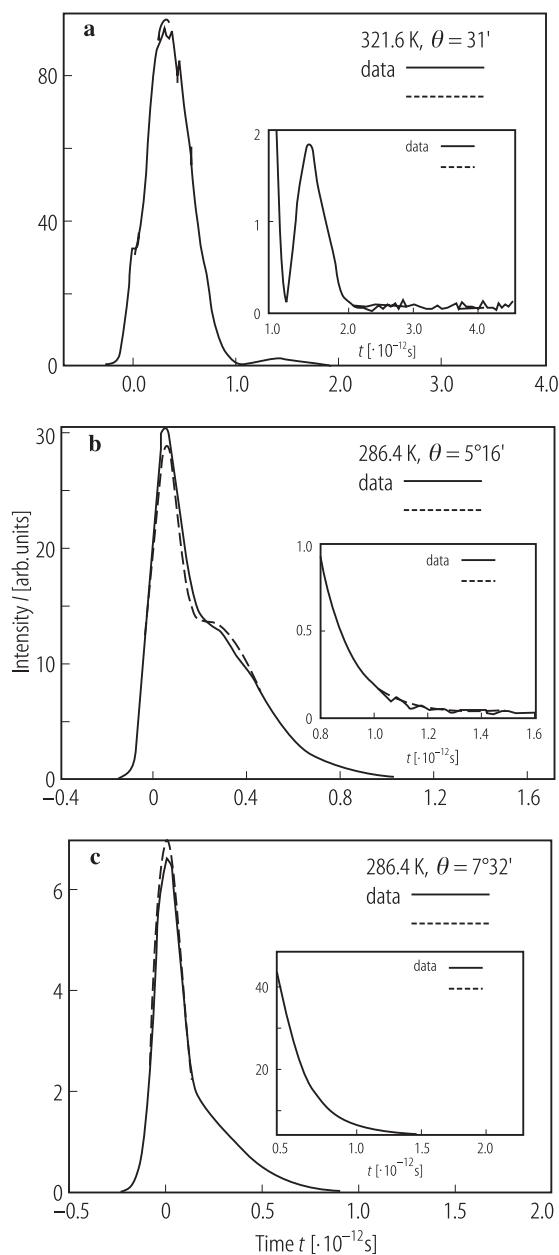 a
321.6 K, θ = 31'
data
80
40
0
0.0 1.0 2.0 3.0 4.0
data
2
1
0
1.0 2.0 3.0 4.0
t [·10⁻¹²s]
b
286.4 K, θ = 5°16'
data
30
20
10
0
−0.4 0 0.4 0.8 1.2 1.6
Intensity I [arb. units]
data
1.0
0.5
0
0.8 1.0 1.2 1.4 1.6
t [·10⁻¹²s]
c
286.4 K, θ = 7°32'
data
6
4
2
0
−0.5 0 0.5 1.0 1.5 2.0
data
40
20
0.5 1.0 1.5 2.0
t [·10⁻¹²s]
Time t [·10⁻¹²s]